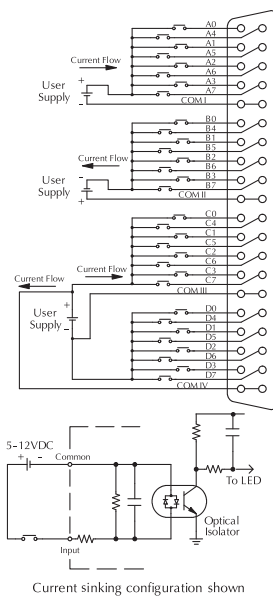 A0
A4
A1
Current Flow
A5
A2
A6
+
User
Supply
A3
A7
-
COM I
B0
B4
B1
B5
Current Flow
B2
B6
-
User
Supply
B3
B7
+
COM II
C0
C4
C1
C5
C2
Current Flow
C6
Current Flow
C3
C7
COM III
+
User
Supply
-
D0
D4
D1
D5
D2
D6
D3
D7
COM IV
5-12VDC
+ -
Common
To LED
Optical
Isolator
Input
Current sinking configuration shown